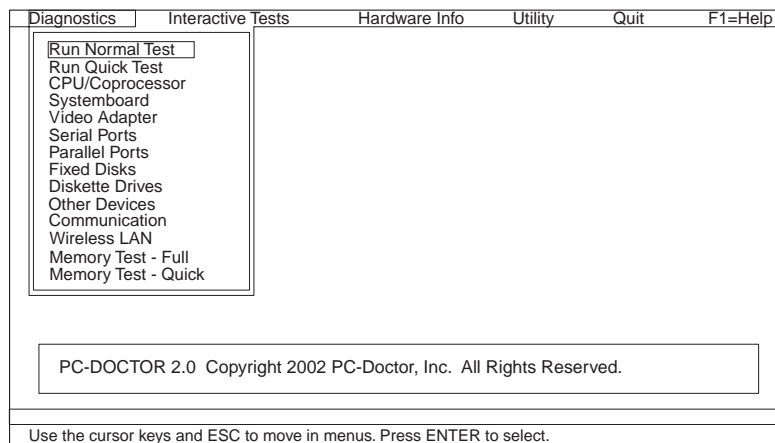 Diagnostics Interactive Tests Hardware Info Utility Quit F1=Help
Run Normal Test
Run Quick Test
CPU/Coprocessor
Systemboard
Video Adapter
Serial Ports
Parallel Ports
Fixed Disks
Diskette Drives
Other Devices
Communication
Wireless LAN
Memory Test - Full
Memory Test - Quick
PC-DOCTOR 2.0 Copyright 2002 PC-Doctor, Inc. All Rights Reserved.
Use the cursor keys and ESC to move in menus. Press ENTER to select.